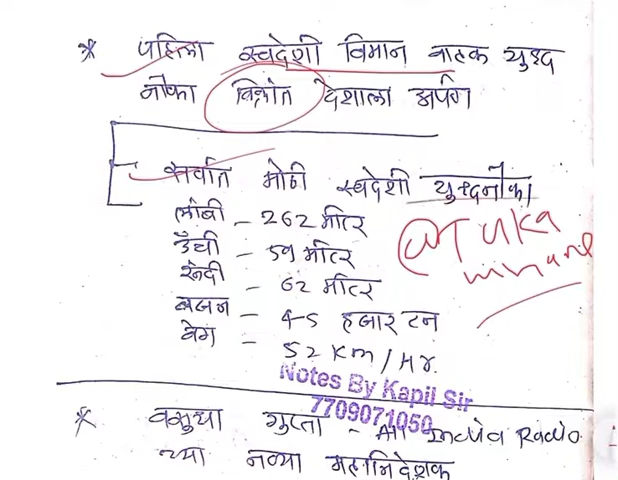 * पहिला स्वदेशी विमान वाहक युद्ध
नौका विक्रांत देशाला अर्पण
सर्वात मोठी स्वदेशी युद्धनौका
लांबी - 262 मीटर
उँची - 59 मीटर
रुंदी - 62 मीटर
वजन - 45 हजार टन
वेग - 52 Km/Hr.
@Tuka
Notes By Kapil Sir
7709071050
* वसुधा गुप्ता - All India Radio
च्या नव्या महानिदेशक